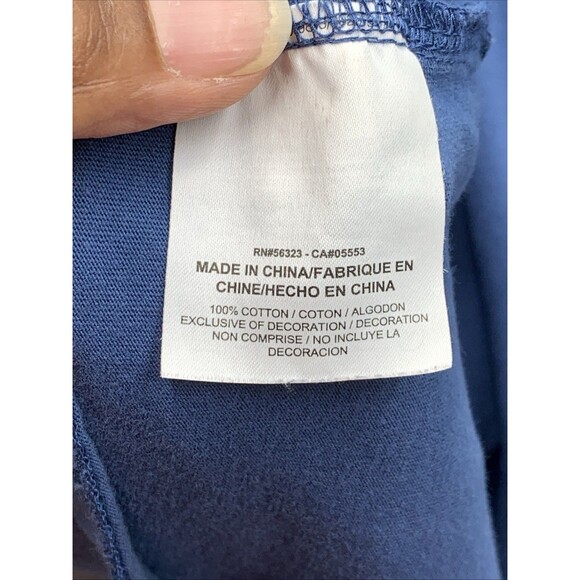 RN#56323 - CA#05553
MADE IN CHINA/FABRIQUE EN
CHINE/HECHO EN CHINA
100% COTTON / COTON / ALGODON
EXCLUSIVE OF DECORATION / DECORATION
NON COMPRISE / NO INCLUYE LA
DECORACION